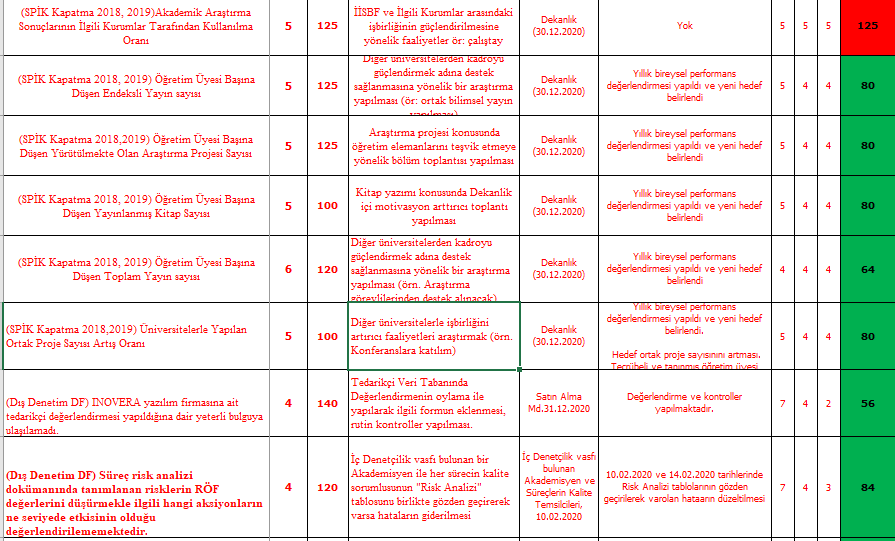 (SPİK Kapatma 2018, 2019)Akademik Araştırma
Sonuçlarının İlgili Kurumlar Tarafından Kullanılma
Oranı
5
125
İİSBF ve İlgili Kurumlar arasındaki
işbirliğinin güçlendirilmesine
yönelik faaliyetler ör: çalıştay
Dekanlık
(30.12.2020)
Yok
5
5
5
125
(SPİK Kapatma 2018, 2019) Öğretim Üyesi Başına
Düşen Endeksli Yayın sayısı
5
125
Diğer üniversitelerden kadroyu
güçlendirmek adına destek
sağlanmasına yönelik bir araştırma
yapılması (ör: ortak bilimsel yayın
yapılması)
Dekanlık
(30.12.2020)
Yıllık bireysel performans
değerlendirmesi yapıldı ve yeni hedef
belirlendi
5
4
4
80
(SPİK Kapatma 2018,2019) Öğretim Üyesi Başına
Düşen Yürütülmekte Olan Araştırma Projesi Sayısı
5
125
Araştırma projesi konusunda
öğretim elemanlarını teşvik etmeye
yönelik bölüm toplantısı yapılması
Dekanlık
(30.12.2020)
Yıllık bireysel performans
değerlendirmesi yapıldı ve yeni hedef
belirlendi
5
4
4
80
(SPİK Kapatma 2018, 2019) Öğretim Üyesi Başına
Düşen Yayınlanmış Kitap Sayısı
5
100
Kitap yazımı konusunda Dekanlık
içi motivasyon arttırıcı toplantı
yapılması
Dekanlık
(30.12.2020)
Yıllık bireysel performans
değerlendirmesi yapıldı ve yeni hedef
belirlendi
5
4
4
80
(SPİK Kapatma 2018, 2019) Öğretim Üyesi Başına
Düşen Toplam Yayın sayısı
6
120
Diğer üniversitelerden kadroyu
güçlendirmek adına destek
sağlanmasına yönelik bir araştırma
yapılması (örn. Araştırma
görevlilerinden destek alınacak)
Dekanlık
(30.12.2020)
Yıllık bireysel performans
değerlendirmesi yapıldı ve yeni hedef
belirlendi
4
4
4
64
(SPİK Kapatma 2018,2019) Üniversitelerle Yapılan
Ortak Proje Sayısı Artış Oranı
5
100
Diğer üniversitelerle işbirliğini
artırıcı faaliyetleri araştırmak (örn.
Konferanslara katılım)
Dekanlık
(30.12.2020)
Yıllık bireysel performans
değerlendirmesi yapıldı ve yeni hedef
belirlendi.
Hedef ortak proje sayısınını artması.
Tecrübeli ve tanınmış öğretim üyesi
5
4
4
80
(Dış Denetim DF) INOVERA yazılım firmasına ait
tedarikçi değerlendirmesi yapıldığına dair yeterli bulguya
ulaşılamadı.
4
140
Tedarikçi Veri Tabanında
Değerlendirmenin oylama ile
yapılarak ilgili formun eklenmesi,
rutin kontroller yapılması.
Satın Alma
Md.31.12.2020
Değerlendirme ve kontroller
yapılmaktadır.
7
4
2
56
(Dış Denetim DF) Süreç risk analizi
dokümanında tanımlanan risklerin RÖF
değerlerini düşürmekle ilgili hangi aksiyonların
ne seviyede etkisinin olduğu
değerlendirilememektedir.
4
120
İç Denetçilik vasfı bulunan bir
Akademisyen ile her sürecin kalite
sorumlusunun "Risk Analizi"
tablosunu birlikte gözden geçirerek
varsa hataların giderilmesi
İç Denetçilik vasfı
bulunan
Akademisyen ve
Süreçlerin Kalite
Temsilcileri,
10.02.2020
10.02.2020 ve 14.02.2020 tarihlerinde
Risk Analizi tablolarının gözden
geçirilerek varolan hataarın düzeltilmesi
7
4
3
84